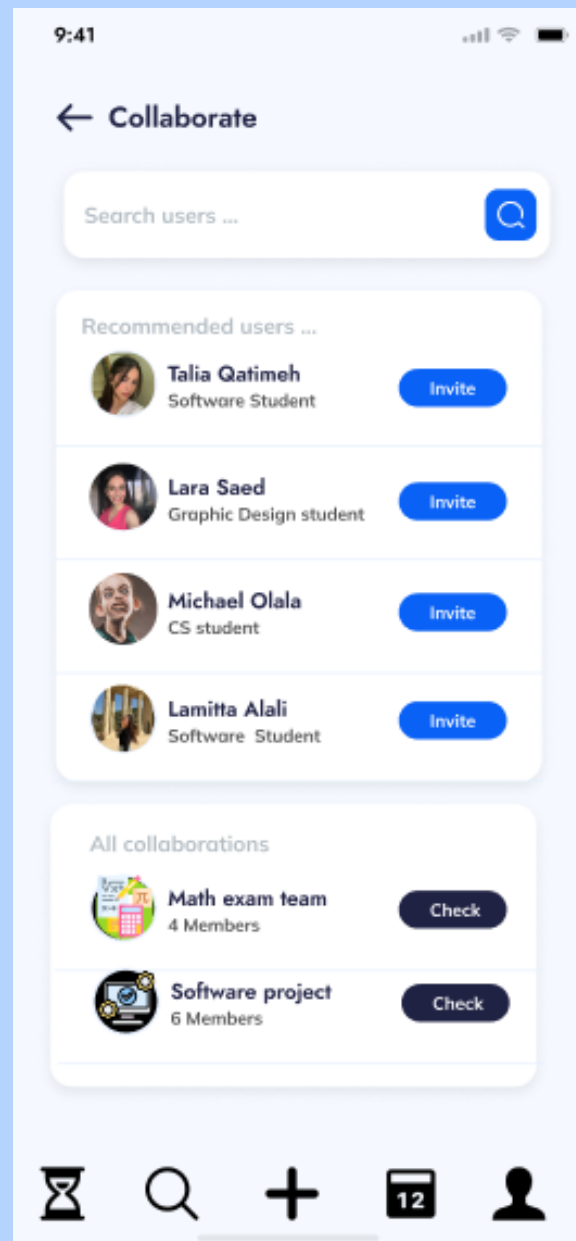 9:41
Collaborate
Search users ...
Recommended users ...
Talia Qatimeh
Software Student
Invite
Lara Saed
Graphic Design student
Invite
Michael Olala
CS student
Invite
Lamitta Alali
Software Student
Invite
All collaborations
Math exam team
4 Members
Check
Software project
6 Members
Check
12